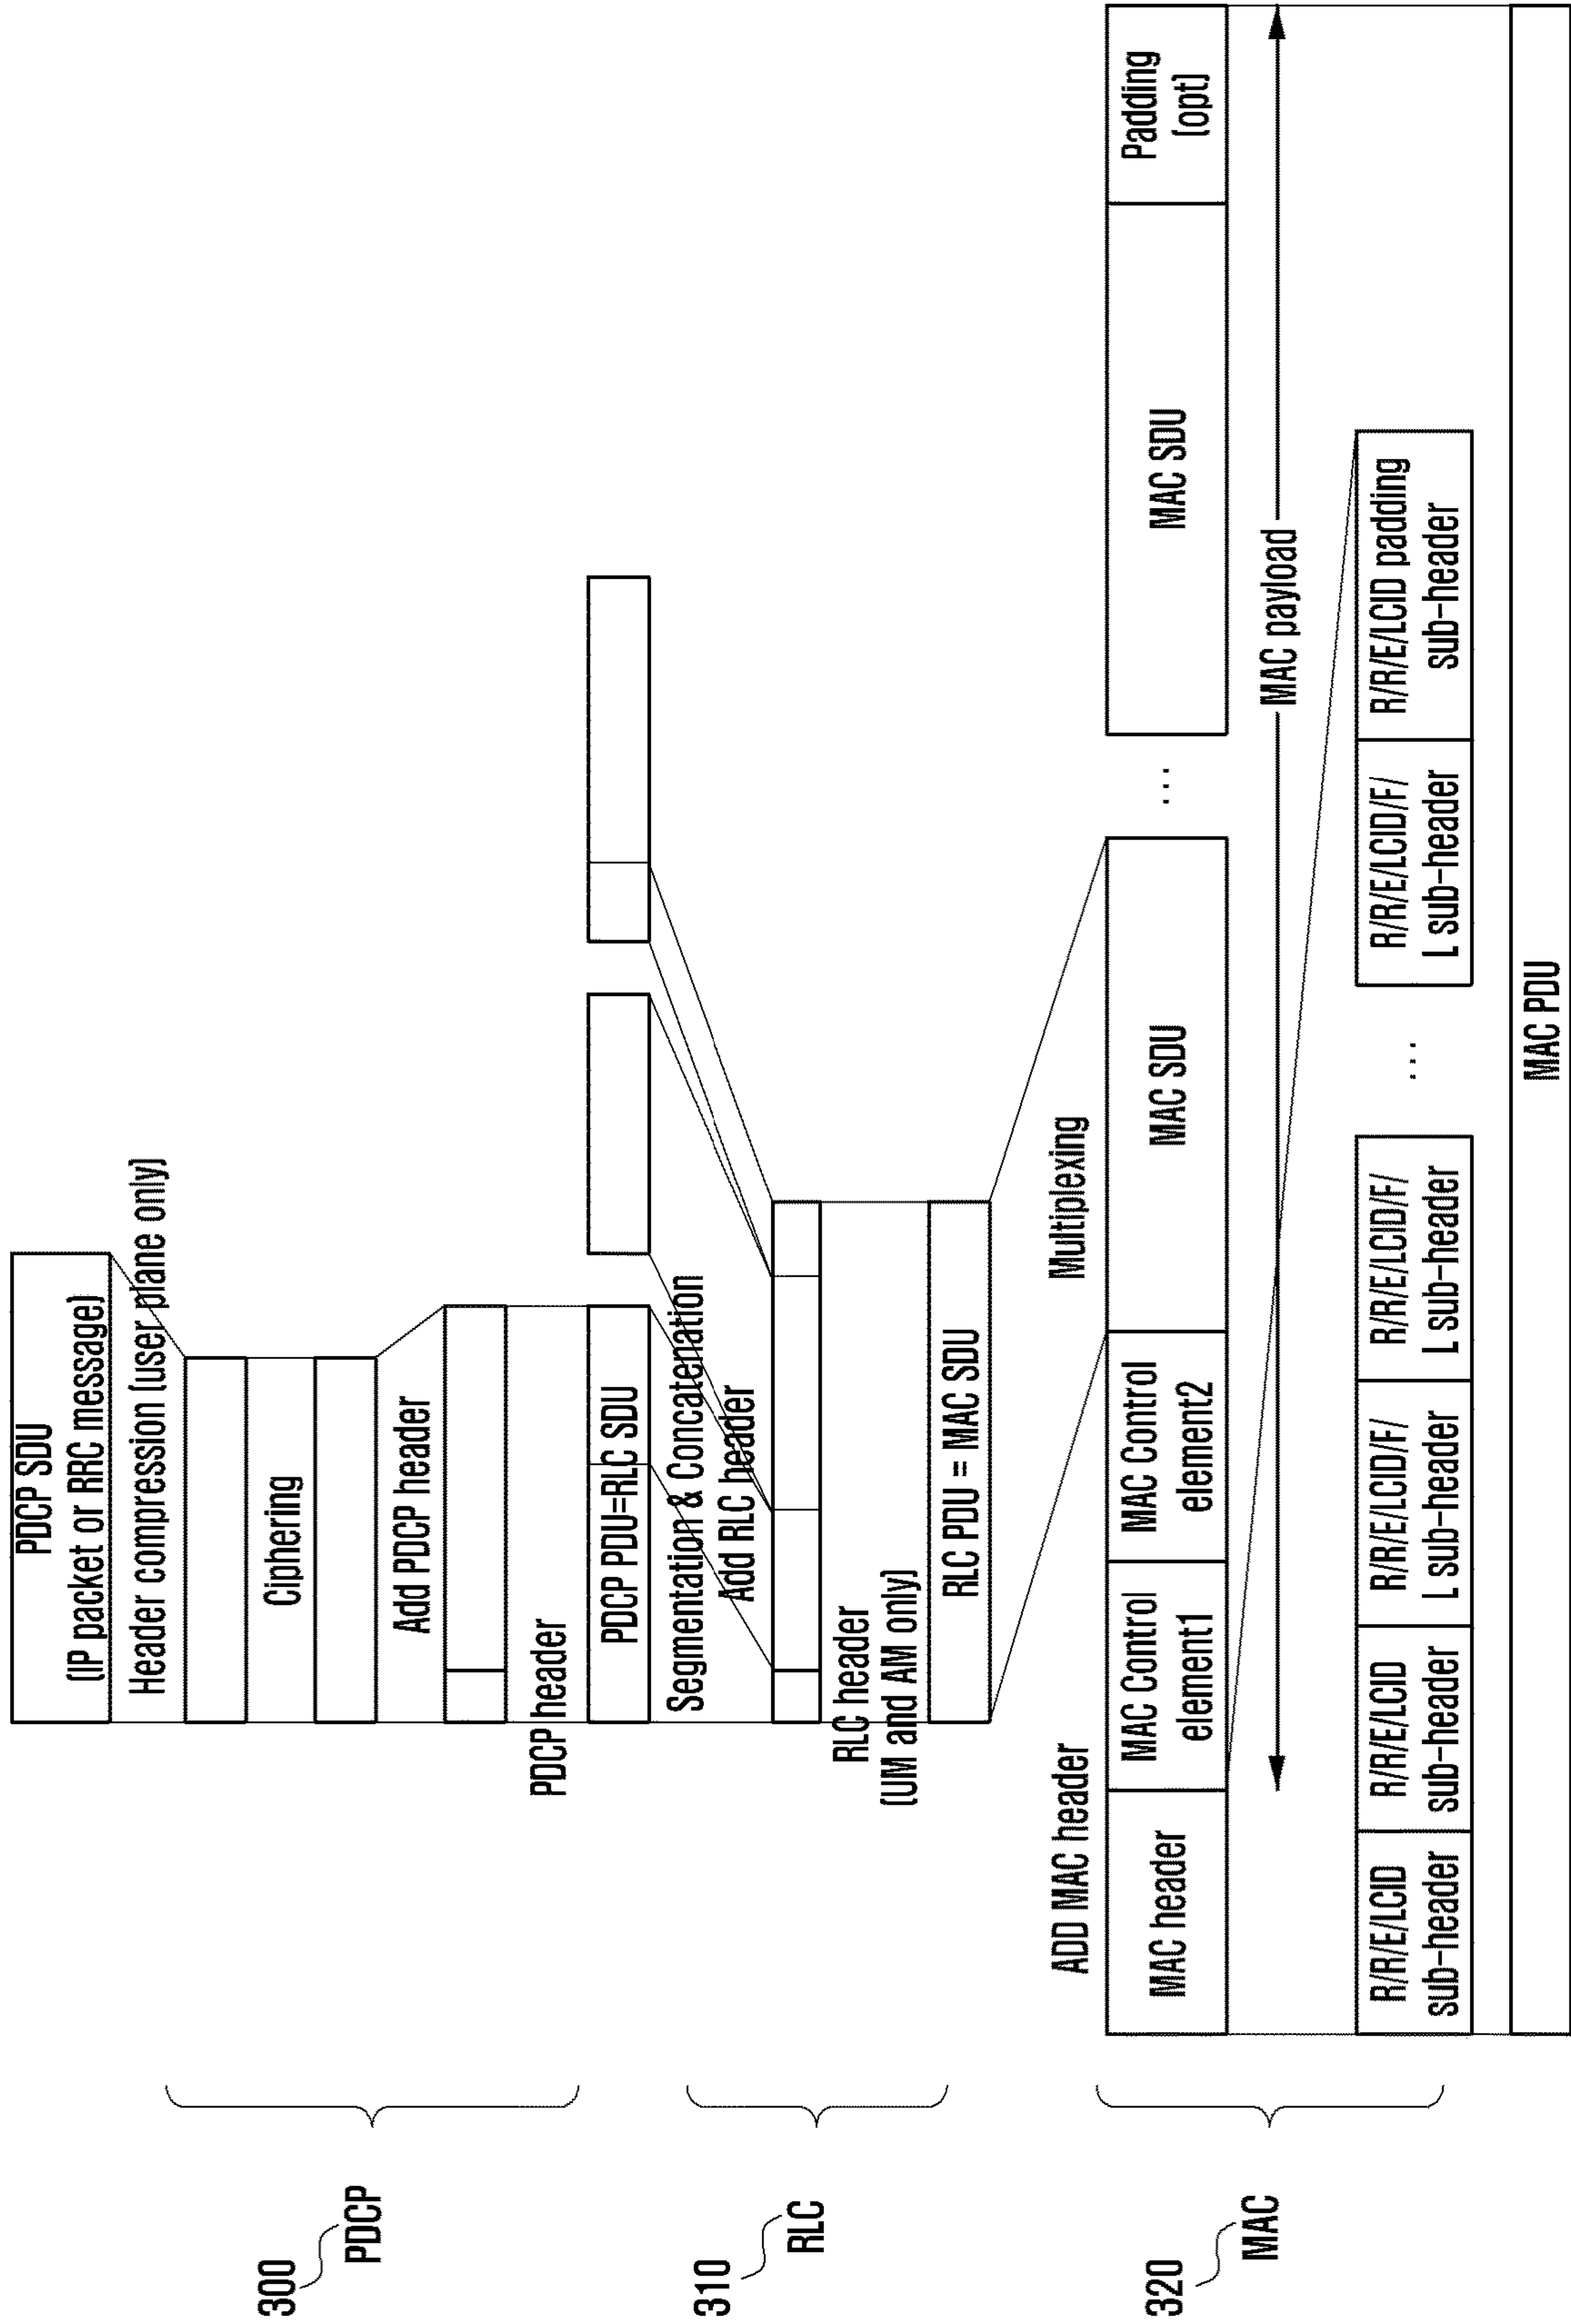 300
PDCP
PDCP SDU
(IP packet or RRC message)
Header compression (user plane only)
Ciphering
Add PDCP header
PDCP header
PDCP PDU=RLC SDU
310
RLC
Segmentation & Concatenation
Add RLC header
RLC header
(UM and AM only)
RLC PDU = MAC SDU
320
MAC
ADD MAC header
Multiplexing
MAC header
MAC Control
element1
MAC Control
element2
MAC SDU
...
MAC SDU
Padding
(opt)
MAC payload
R/R/E/LCID
sub-header
R/R/E/LCID
sub-header
R/R/E/LCID/F/
L sub-header
R/R/E/LCID/F/
L sub-header
...
R/R/E/LCID/F/
L sub-header
R/R/E/LCID padding
sub-header
MAC PDU